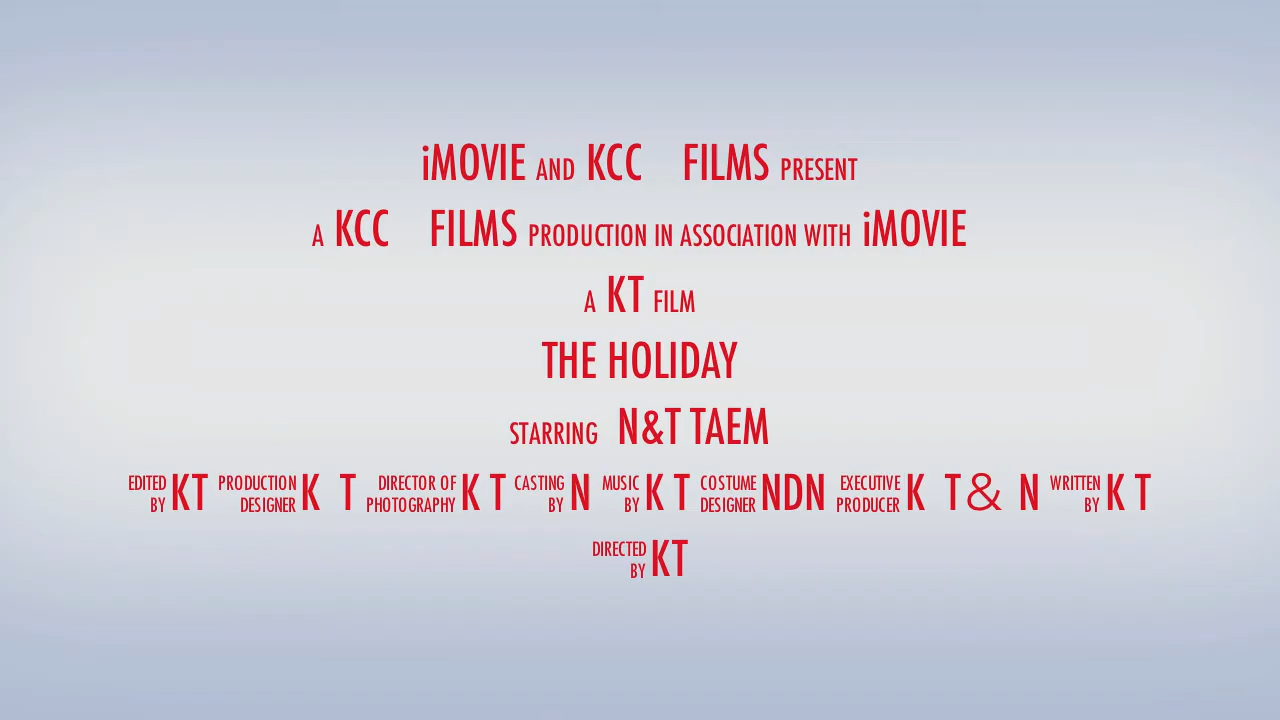 iMOVIE AND KCC FILMS PRESENT
A KCC FILMS PRODUCTION IN ASSOCIATION WITH iMOVIE
A KT FILM
THE HOLIDAY
STARRING N&T TAEM
EDITED BY KT PRODUCTION DESIGNER K T DIRECTOR OF PHOTOGRAPHY K T CASTING BY N MUSIC BY K T COSTUME DESIGNER NDN EXECUTIVE PRODUCER K T & N WRITTEN BY K T
DIRECTED BY KT